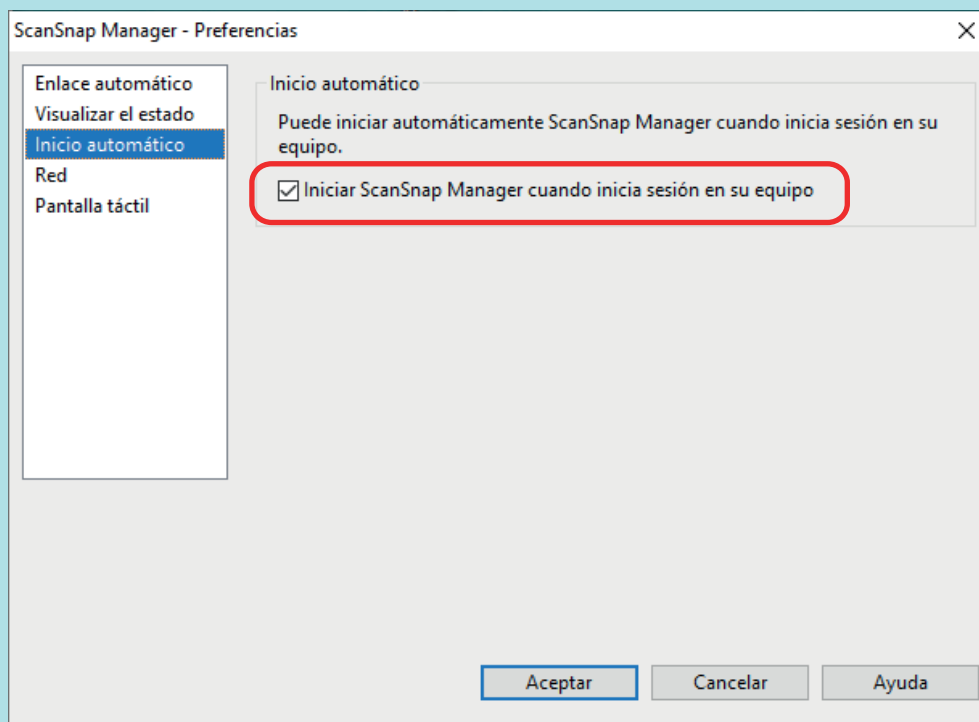 ScanSnap Manager - Preferencias
Enlace automático
Visualizar el estado
Inicio automático
Red
Pantalla táctil
Inicio automático
Puede iniciar automáticamente ScanSnap Manager cuando inicia sesión en su
equipo.
Iniciar ScanSnap Manager cuando inicia sesión en su equipo
Aceptar
Cancelar
Ayuda